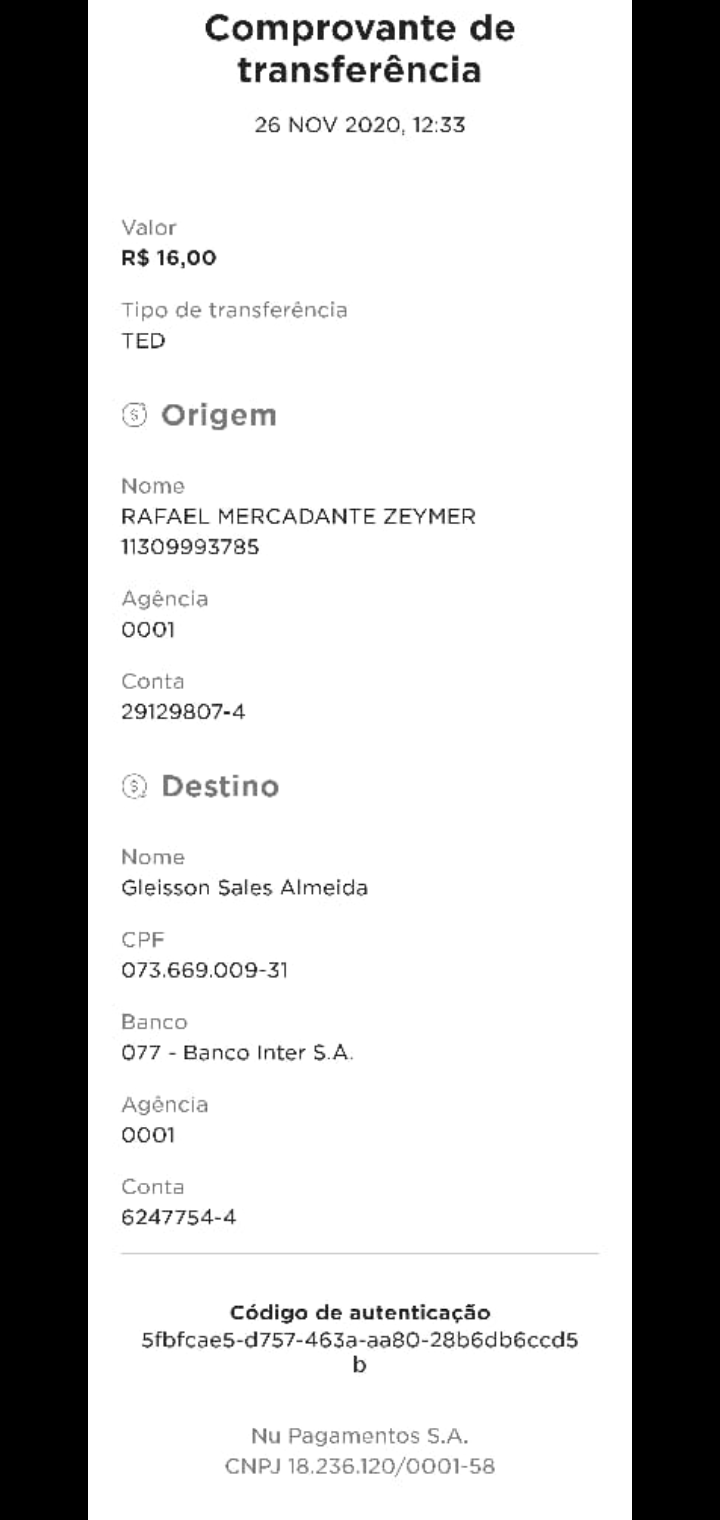 Comprovante de
transferência
26 NOV 2020, 12:33
Valor
R$ 16,00
Tipo de transferência
TED
Origem
Nome
RAFAEL MERCADANTE ZEYMER
11309993785
Agência
0001
Conta
29129807-4
Destino
Nome
Gleisson Sales Almeida
CPF
073.669.009-31
Banco
077 - Banco Inter S.A.
Agência
0001
Conta
6247754-4
Código de autenticação
5fbfcae5-d757-463a-aa80-28b6db6ccd5
b
Nu Pagamentos S.A.
CNPJ 18.236.120/0001-58